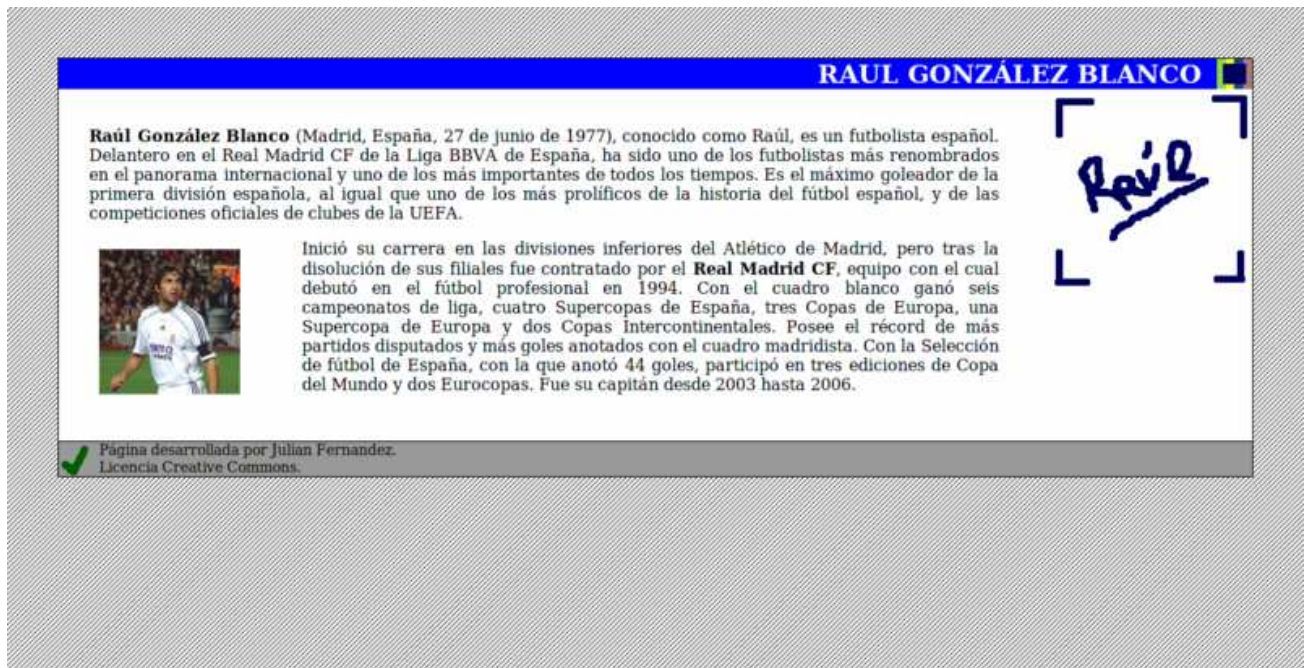 RAUL GONZÁLEZ BLANCO
Raúl González Blanco (Madrid, España, 27 de junio de 1977), conocido como Raúl, es un futbolista español.
Delantero en el Real Madrid CF de la Liga BBVA de España, ha sido uno de los futbolistas más renombrados
en el panorama internacional y uno de los más importantes de todos los tiempos. Es el máximo goleador de la
primera división española, al igual que uno de los más prolíficos de la historia del fútbol español, y de las
competiciones oficiales de clubes de la UEFA.
RAÚL
Inició su carrera en las divisiones inferiores del Atlético de Madrid, pero tras la
disolución de sus filiales fue contratado por el Real Madrid CF, equipo con el cual
debutó en el fútbol profesional en 1994. Con el cuadro blanco ganó seis
campeonatos de liga, cuatro Supercopas de España, tres Copas de Europa, una
Supercopa de Europa y dos Copas Intercontinentales. Posee el récord de más
partidos disputados y más goles anotados con el cuadro madridista. Con la Selección
de fútbol de España, con la que anotó 44 goles, participó en tres ediciones de Copa
del Mundo y dos Eurocopas. Fue su capitán desde 2003 hasta 2006.
Página desarrollada por Julian Fernandez.
Licencia Creative Commons.